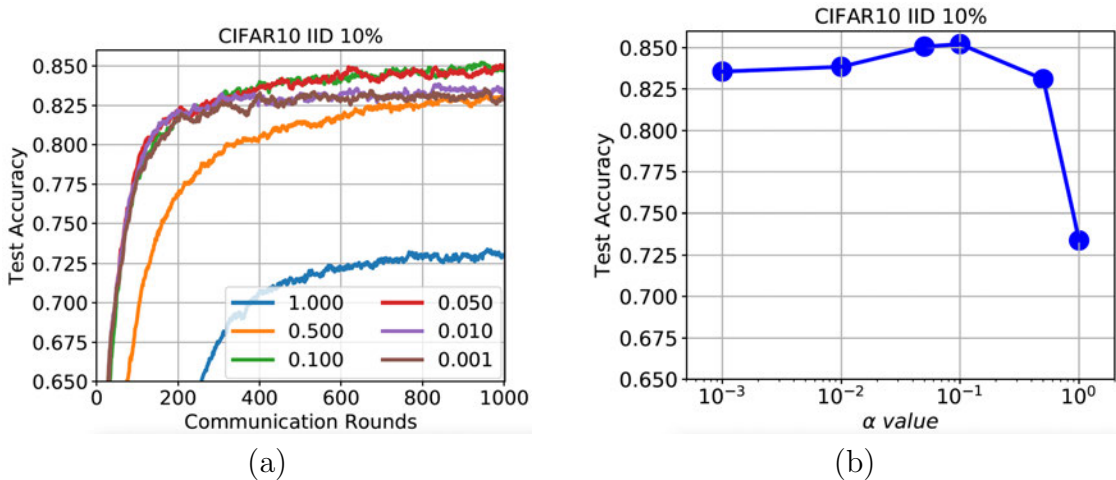 CIFAR10 IID 10%
0.850
0.825
0.800
0.775
0.750
0.725
0.700
0.675
0.650
Test Accuracy
1.000 0.050
0.500 0.010
0.100 0.001
0 200 400 600 800 1000
Communication Rounds
(a)
CIFAR10 IID 10%
0.850
0.825
0.800
0.775
0.750
0.725
0.700
0.675
0.650
Test Accuracy
10⁻³ 10⁻² 10⁻¹ 10⁰
α value
(b)